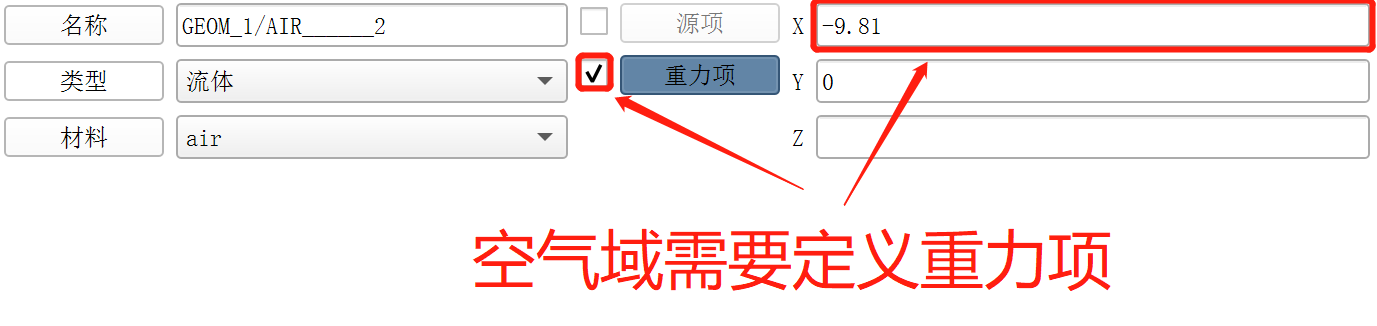 名称 GEOM_1/AIR______2 源项 X -9.81
类型 流体 重力项 Y 0
材料 air Z
空气域需要定义重力项